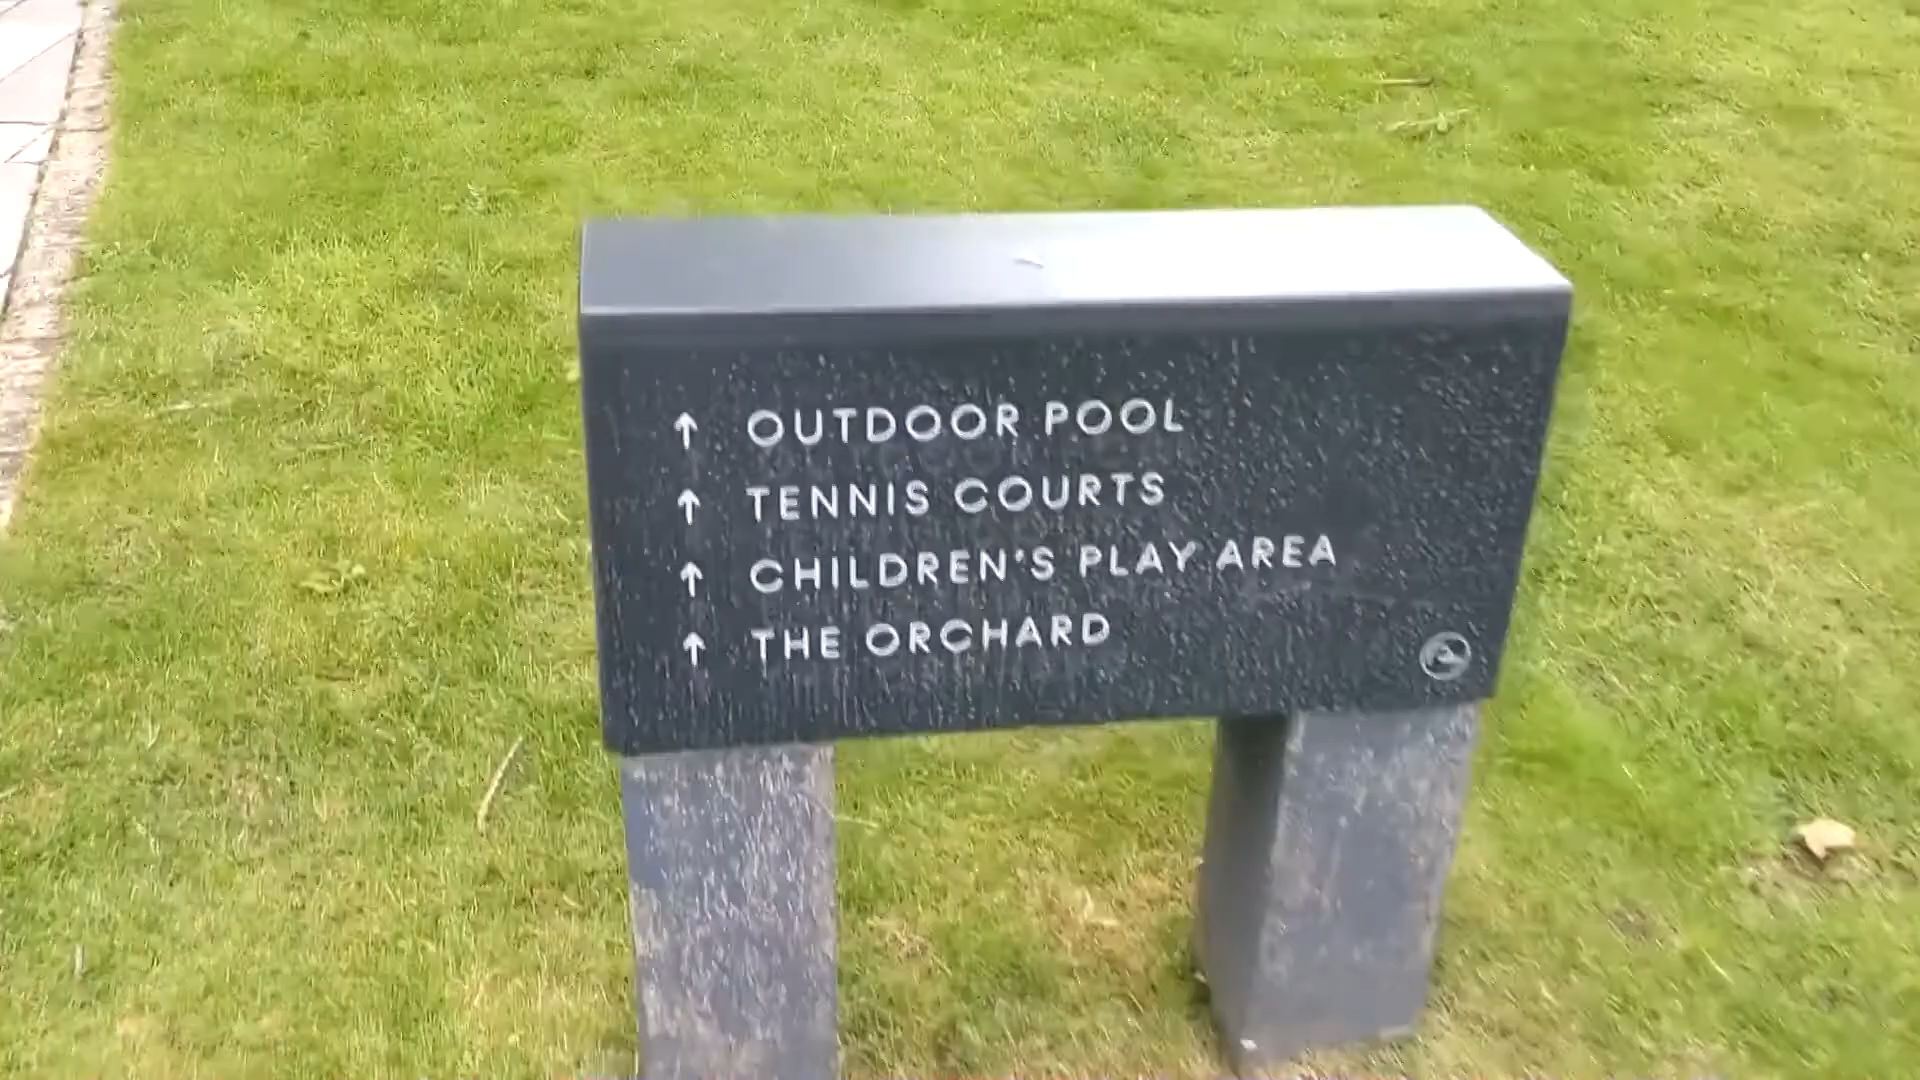 ↑ OUTDOOR POOL
↑ TENNIS COURTS
↑ CHILDREN'S PLAY AREA
↑ THE ORCHARD